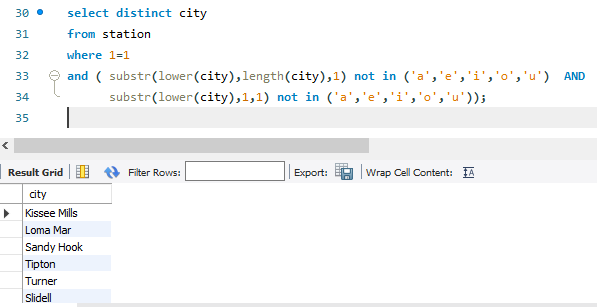 30 select distinct city
31 from station
32 where 1=1
33 and ( substr(lower(city),length(city),1) not in ('a','e','i','o','u') AND
34 substr(lower(city),1,1) not in ('a','e','i','o','u'));
35
Result Grid Filter Rows: Export: Wrap Cell Content: IA
city
Kissee Mills
Loma Mar
Sandy Hook
Tipton
Turner
Slidell